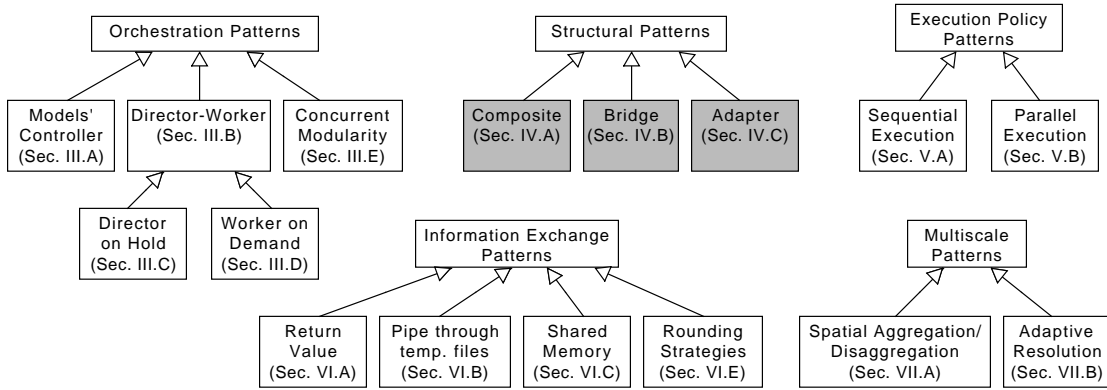 Orchestration Patterns
Models'
Controller
(Sec. III.A)
Director-Worker
(Sec. III.B)
Concurrent
Modularity
(Sec. III.E)
Director
on Hold
(Sec. III.C)
Worker on
Demand
(Sec. III.D)
Structural Patterns
Composite
(Sec. IV.A)
Bridge
(Sec. IV.B)
Adapter
(Sec. IV.C)
Execution Policy
Patterns
Sequential
Execution
(Sec. V.A)
Parallel
Execution
(Sec. V.B)
Information Exchange
Patterns
Return
Value
(Sec. VI.A)
Pipe through
temp. files
(Sec. VI.B)
Shared
Memory
(Sec. VI.C)
Rounding
Strategies
(Sec. VI.E)
Multiscale
Patterns
Spatial Aggregation/
Disaggregation
(Sec. VII.A)
Adaptive
Resolution
(Sec. VII.B)